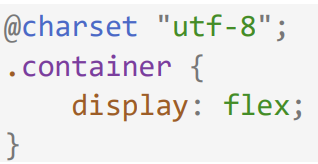 @charset "utf-8";
.container {
    display: flex;
}